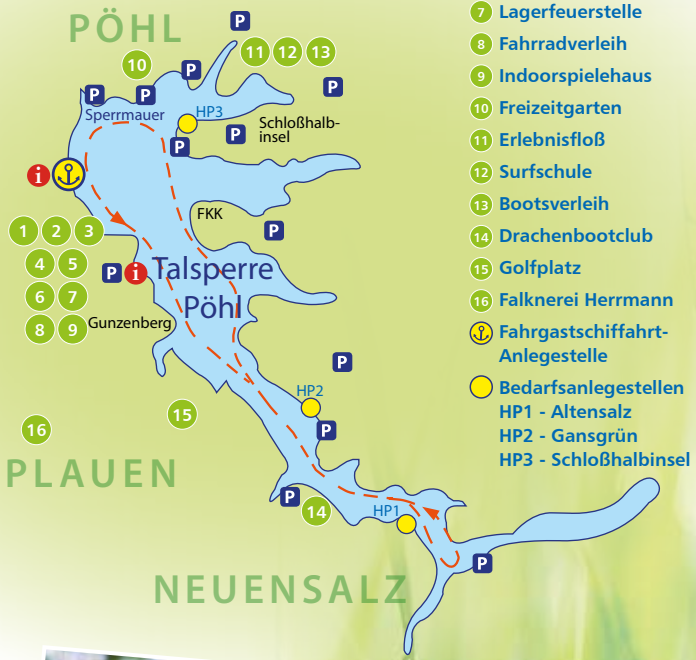 PÖHL
P
10
P
11 12 13
P
P
P
Sperrmauer
P
HP3
P
Schloßhalb-
insel
P
i
FKK
1 2 3
P
4 5
P i
Talsperre
Pöhl
6 7
8 9
Gunzenberg
P
HP2
15
16
P
PLAUEN
P
14
HP1
P
NEUENSALZ
7 Lagerfeuerstelle
8 Fahrradverleih
9 Indoorspielehaus
10 Freizeitgarten
11 Erlebnisfloß
12 Surfschule
13 Bootsverleih
14 Drachenbootclub
15 Golfplatz
16 Falknerei Herrmann
Fahrgastschiffahrt-
Anlegestelle
Bedarfsanlegestellen
HP1 - Altensalz
HP2 - Gansgrün
HP3 - Schloßhalbinsel